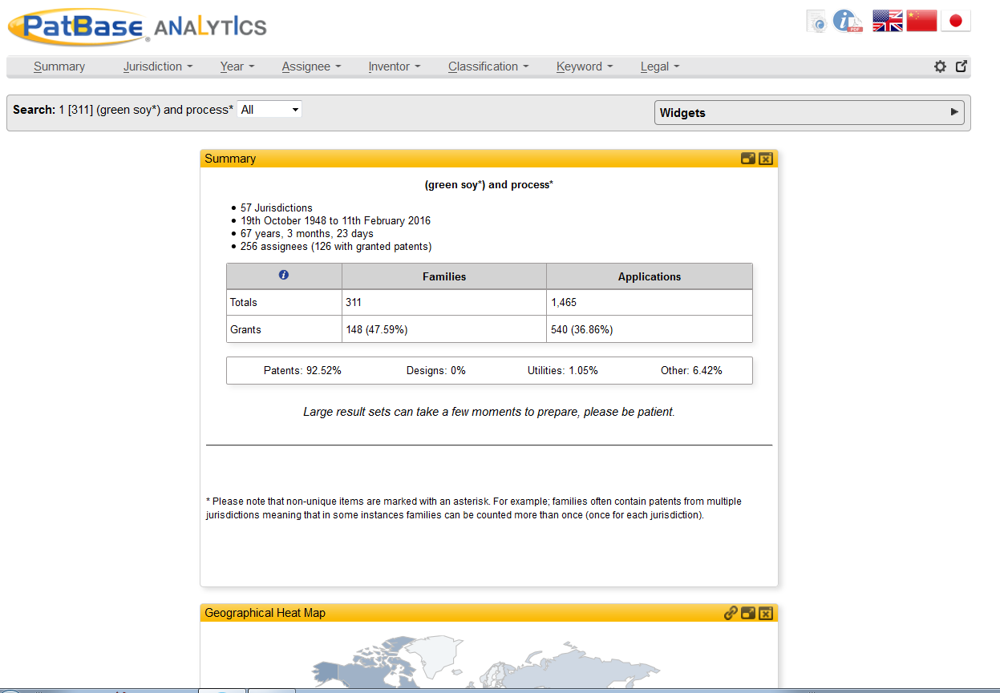 PatBase ANALYTICS
PDF
Summary Jurisdiction Year Assignee Inventor Classification Keyword Legal
Search: 1 [311] (green soy*) and process* All
Widgets
Summary
(green soy*) and process*
57 Jurisdictions
19th October 1948 to 11th February 2016
67 years, 3 months, 23 days
256 assignees (126 with granted patents)
i Families Applications
Totals 311 1,465
Grants 148 (47.59%) 540 (36.86%)
Patents: 92.52% Designs: 0% Utilities: 1.05% Other: 6.42%
Large result sets can take a few moments to prepare, please be patient.
* Please note that non-unique items are marked with an asterisk. For example; families often contain patents from multiple
jurisdictions meaning that in some instances families can be counted more than once (once for each jurisdiction).
Geographical Heat Map